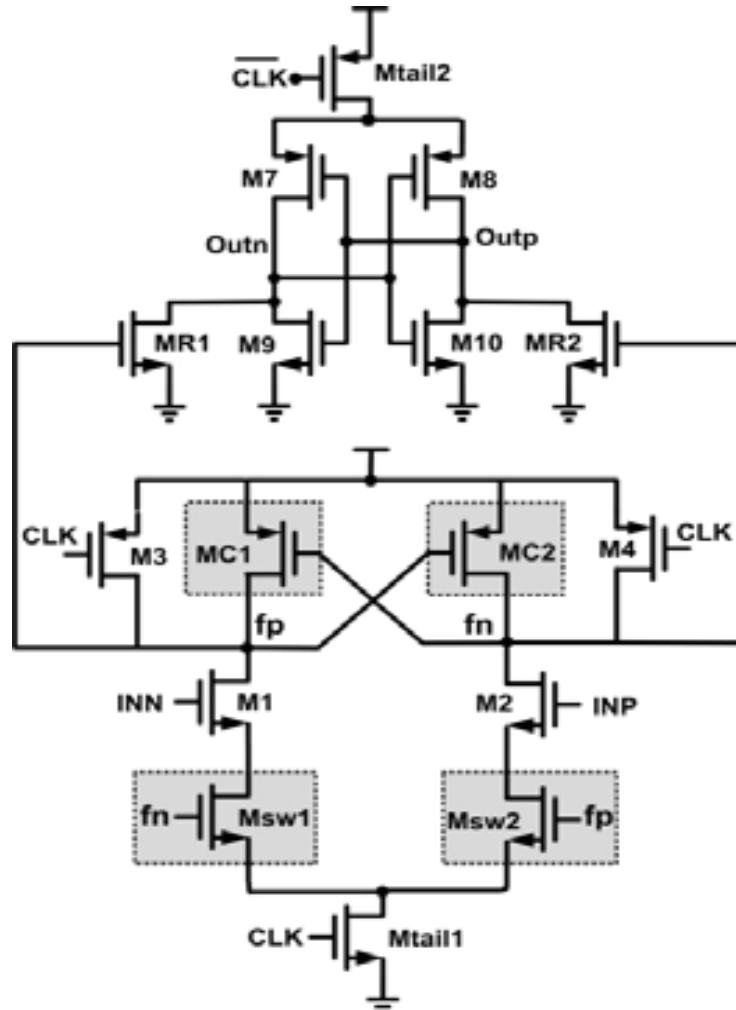 CLK Mtail2
M7 M8
Outn Outp
MR1 M9 M10 MR2
CLK M3 MC1 MC2 M4 CLK
fp fn
INN M1 M2 INP
fn Msw1 Msw2 fp
CLK Mtail1